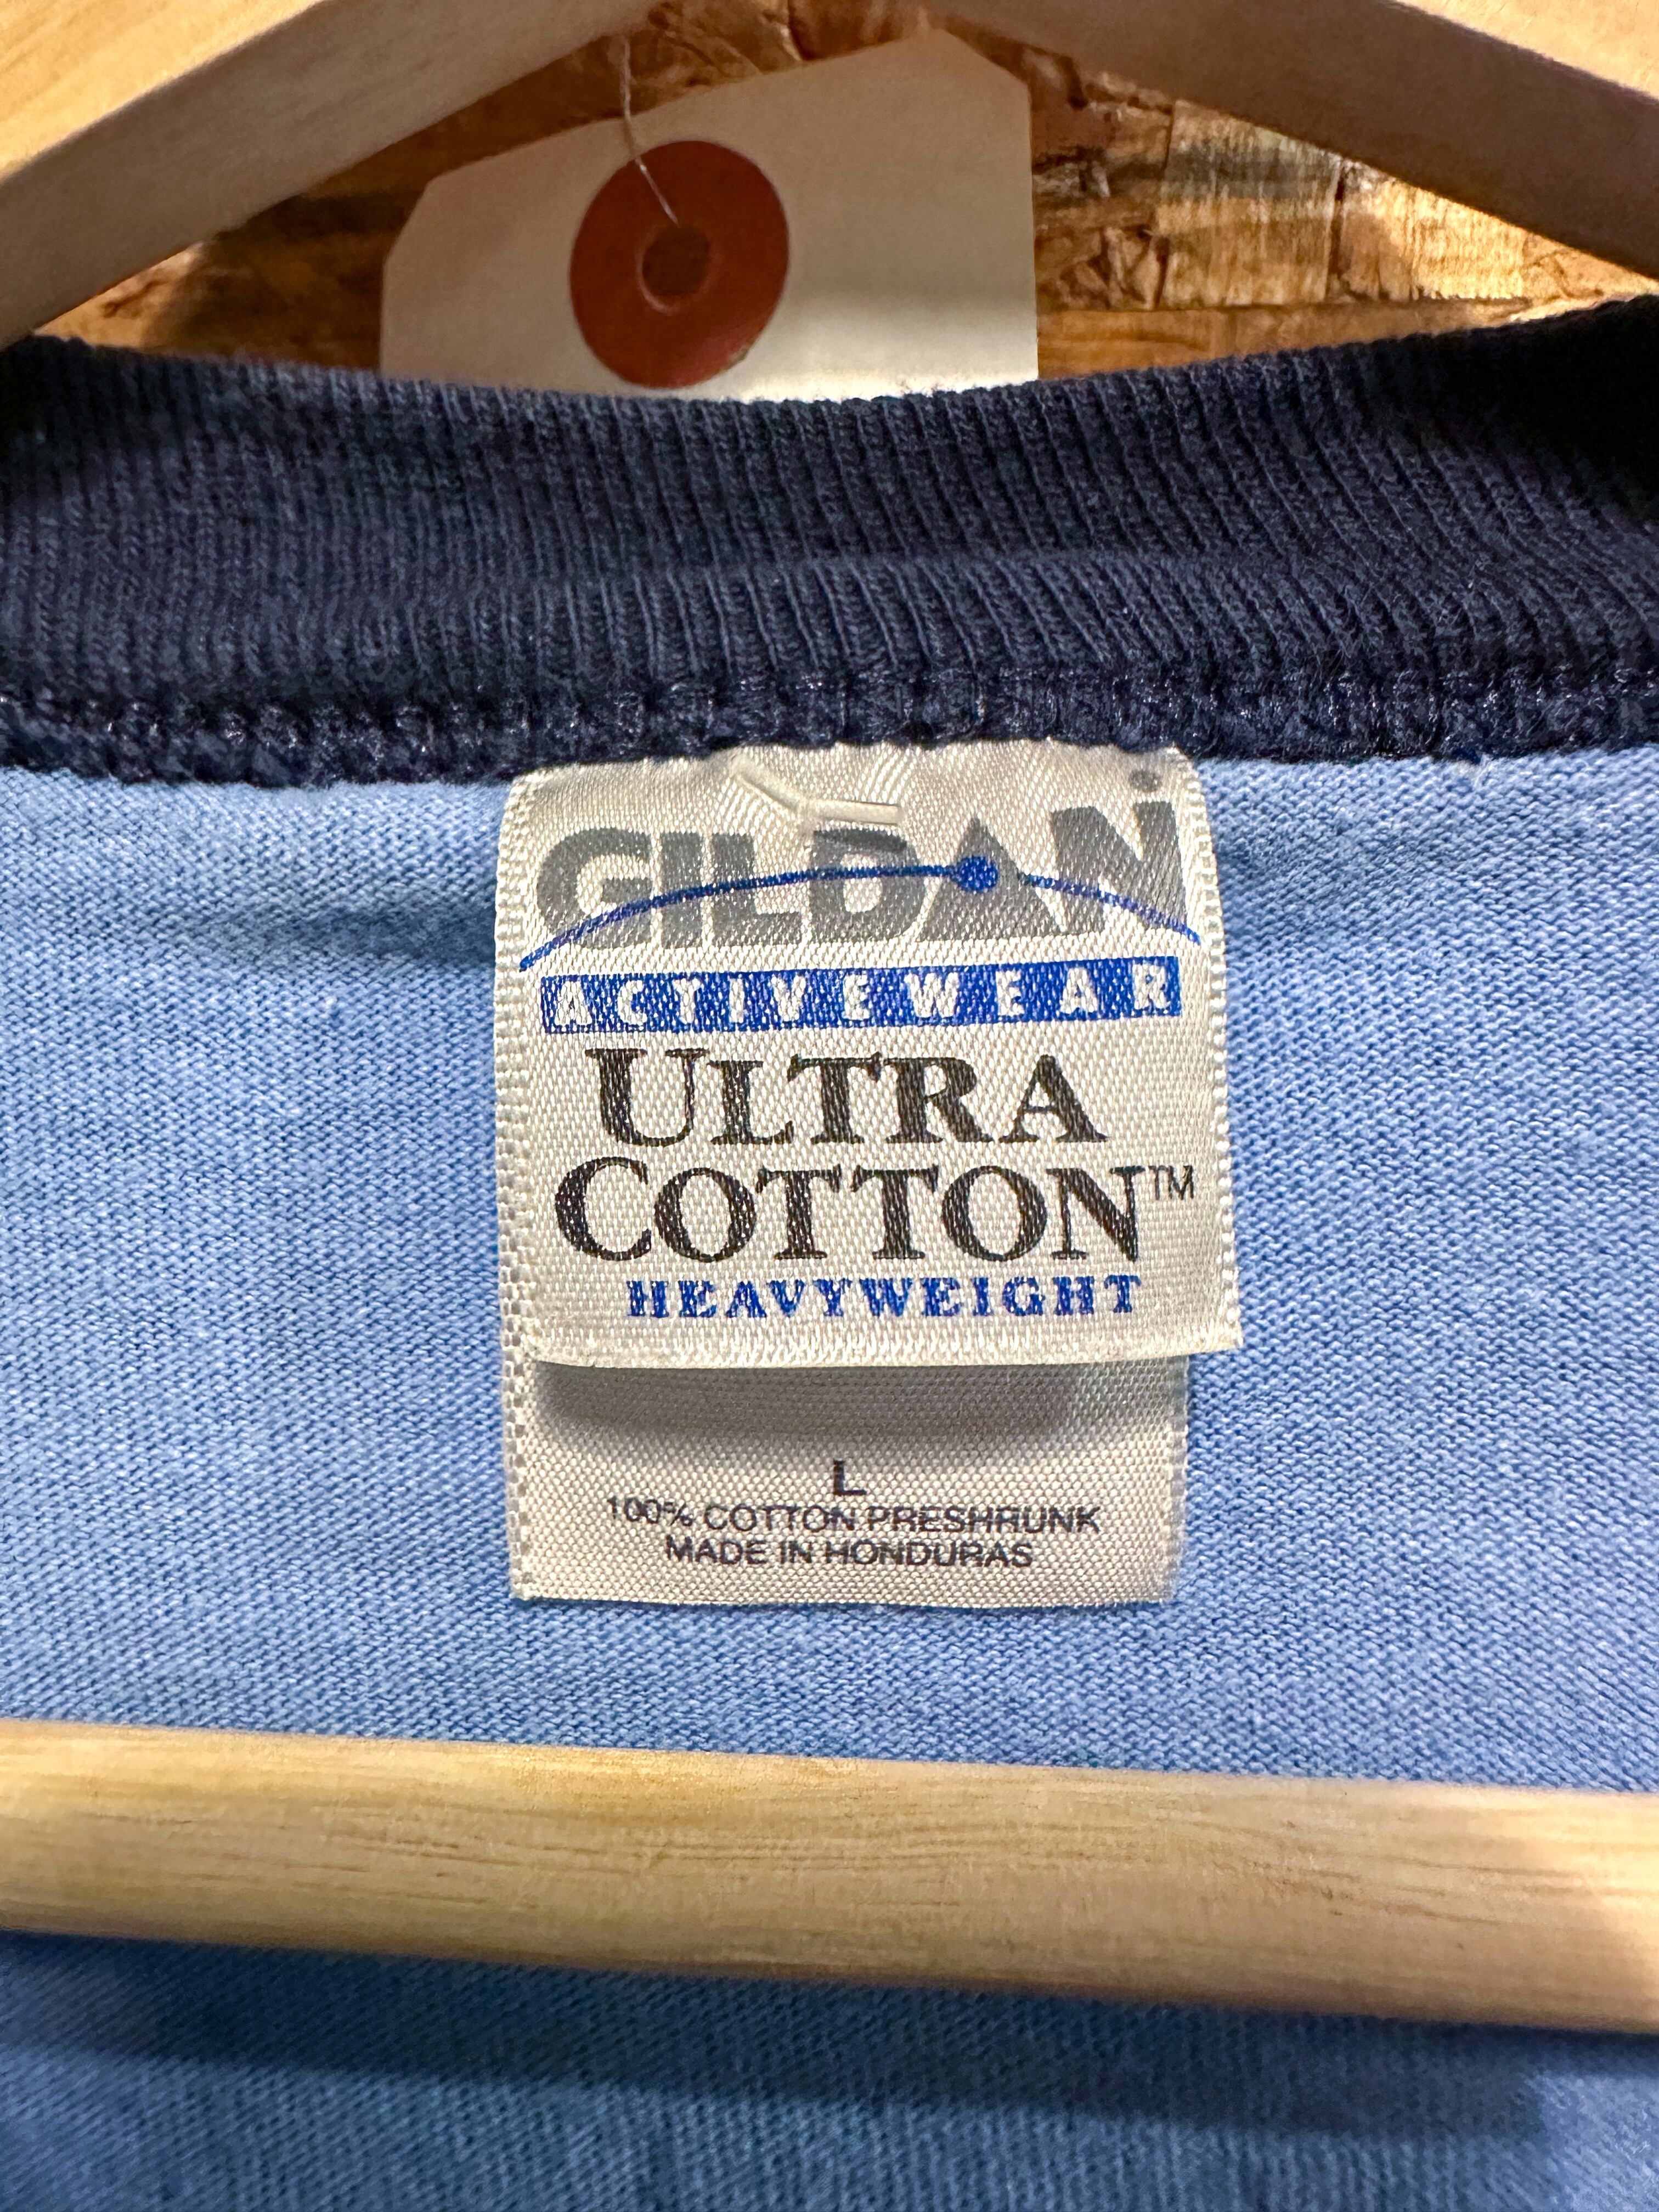 GILDAN
ACTIVEWEAR
ULTRA
COTTON™
HEAVYWEIGHT
L
100% COTTON PRESHRUNK
MADE IN HONDURAS